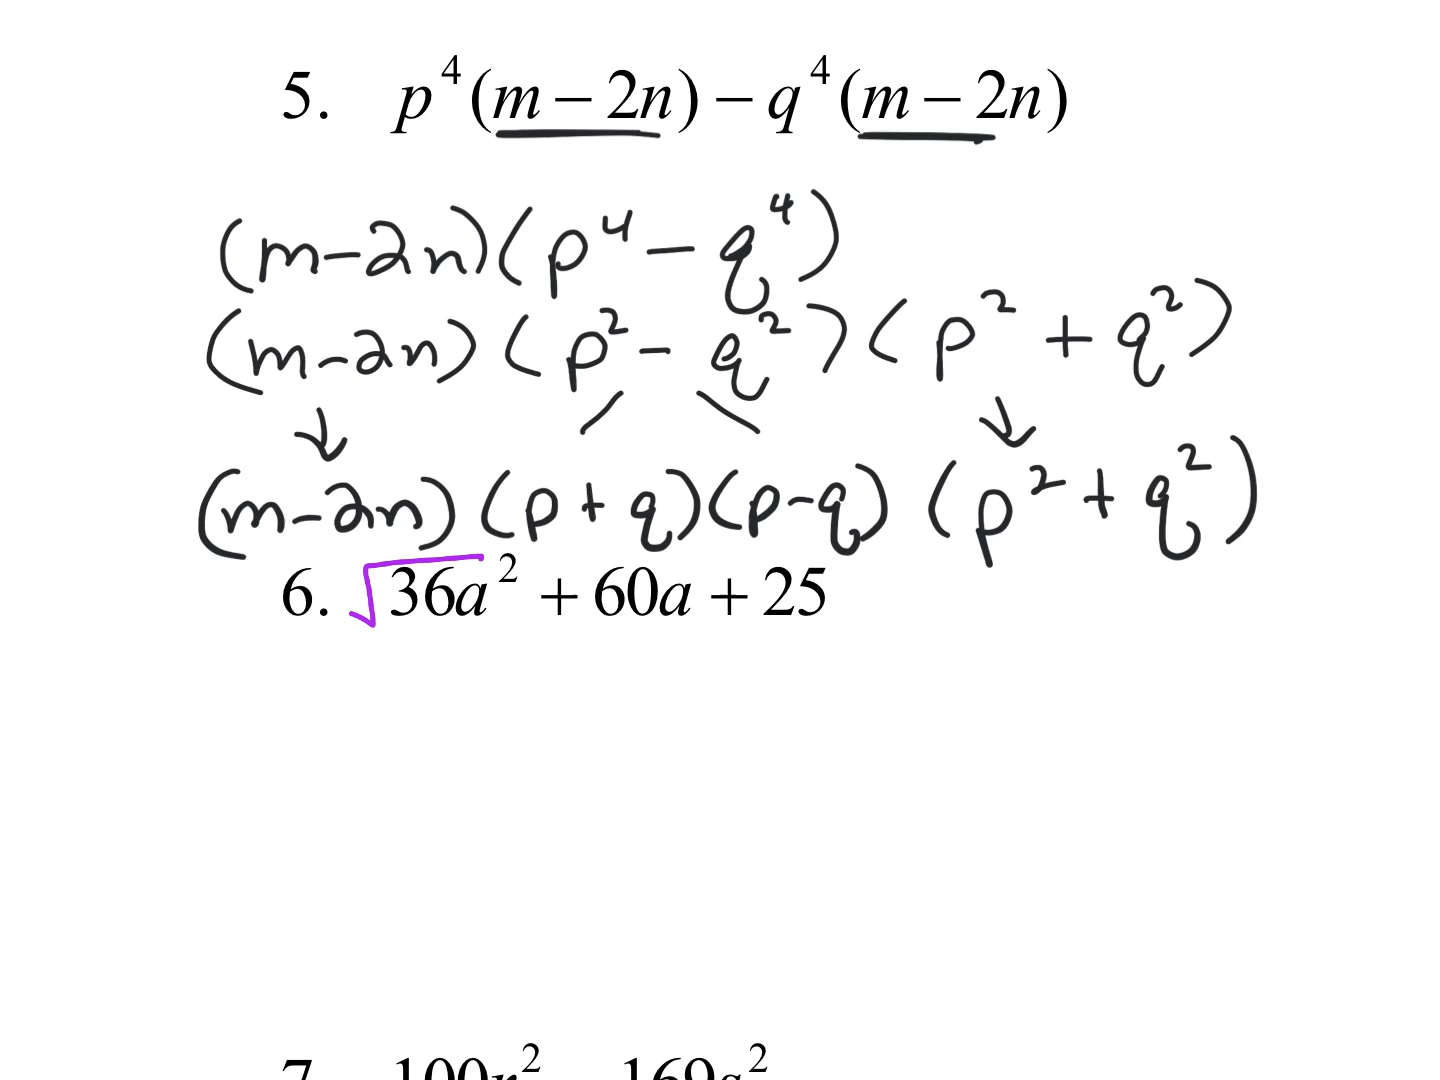 5. p⁴(m − 2n) − q⁴(m − 2n)
(m-2n)(p⁴ - q⁴)
(m-2n)(p² - q²)(p² + q²)
(m-2n)(p+q)(p-q)(p² + q²)
6. √36a² + 60a + 25